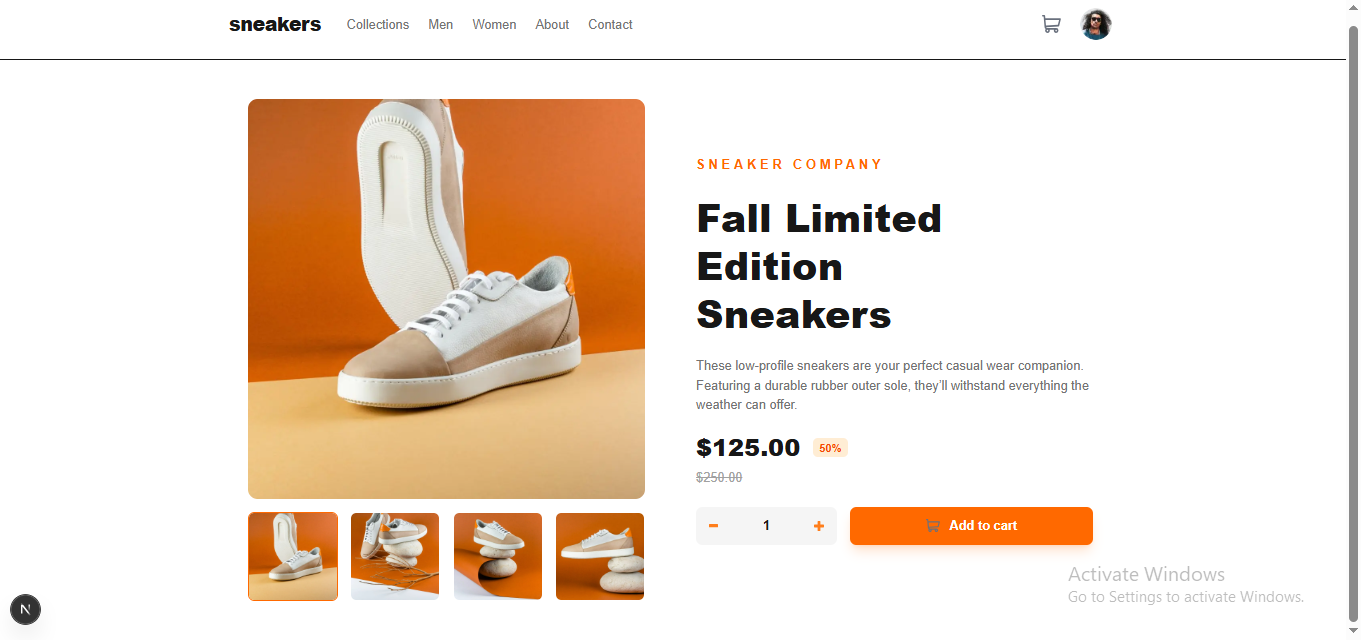 sneakers Collections Men Women About Contact
SNEAKER COMPANY
Fall Limited
Edition
Sneakers
These low-profile sneakers are your perfect casual wear companion.
Featuring a durable rubber outer sole, they’ll withstand everything the
weather can offer.
$125.00 50%
$250.00
− 1 + Add to cart
Activate Windows
Go to Settings to activate Windows.
N